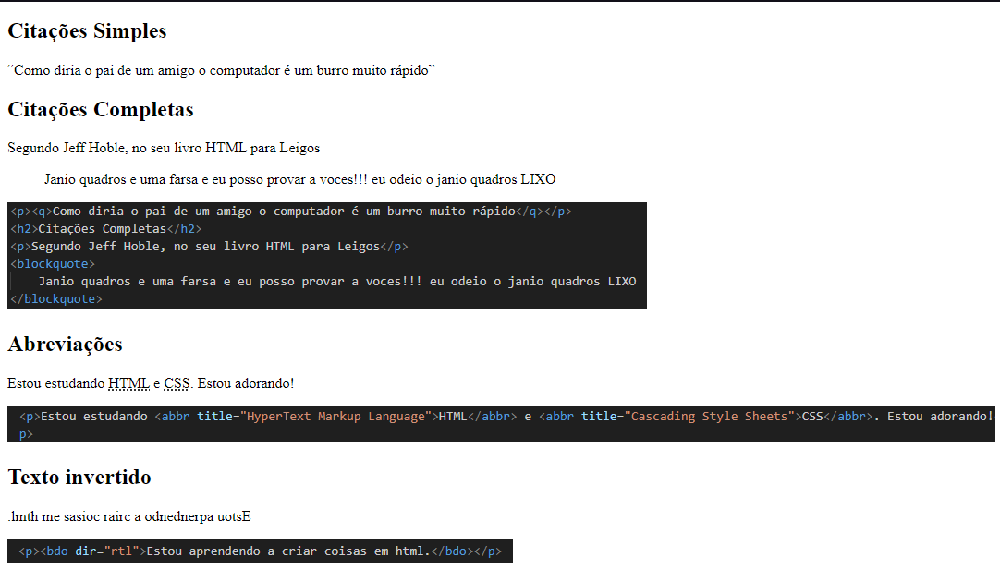 Citações Simples
“Como diria o pai de um amigo o computador é um burro muito rápido”
Citações Completas
Segundo Jeff Hoble, no seu livro HTML para Leigos
Janio quadros e uma farsa e eu posso provar a voces!!! eu odeio o janio quadros LIXO
<p><q>Como diria o pai de um amigo o computador é um burro muito rápido</q></p>
<h2>Citações Completas</h2>
<p>Segundo Jeff Hoble, no seu livro HTML para Leigos</p>
<blockquote>
Janio quadros e uma farsa e eu posso provar a voces!!! eu odeio o janio quadros LIXO
</blockquote>
Abreviações
Estou estudando HTML e CSS. Estou adorando!
<p>Estou estudando <abbr title="HyperText Markup Language">HTML</abbr> e <abbr title="Cascading Style Sheets">CSS</abbr>. Estou adorando!
p>
Texto invertido
.lmth me sasioc rairc a odnednerpa uotsE
<p><bdo dir="rtl">Estou aprendendo a criar coisas em html.</bdo></p>